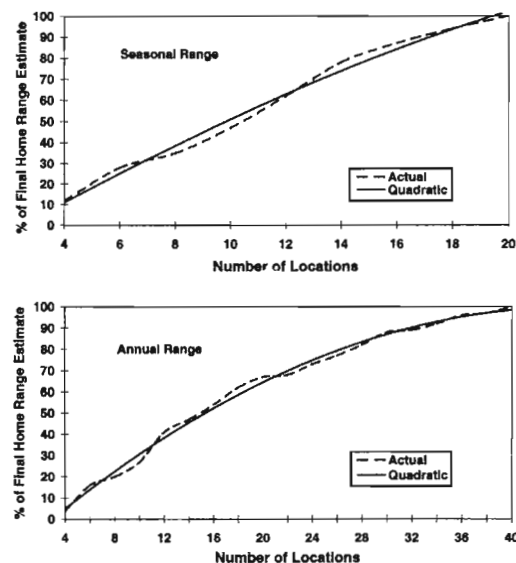 % of Final Home Range Estimate
100
90
80
70
60
50
40
30
20
10
0
Seasonal Range
Actual
Quadratic
4 6 8 10 12 14 16 18 20
Number of Locations
% of Final Home Range Estimate
100
90
80
70
60
50
40
30
20
10
0
Annual Range
Actual
Quadratic
4 8 12 16 20 24 28 32 36 40
Number of Locations